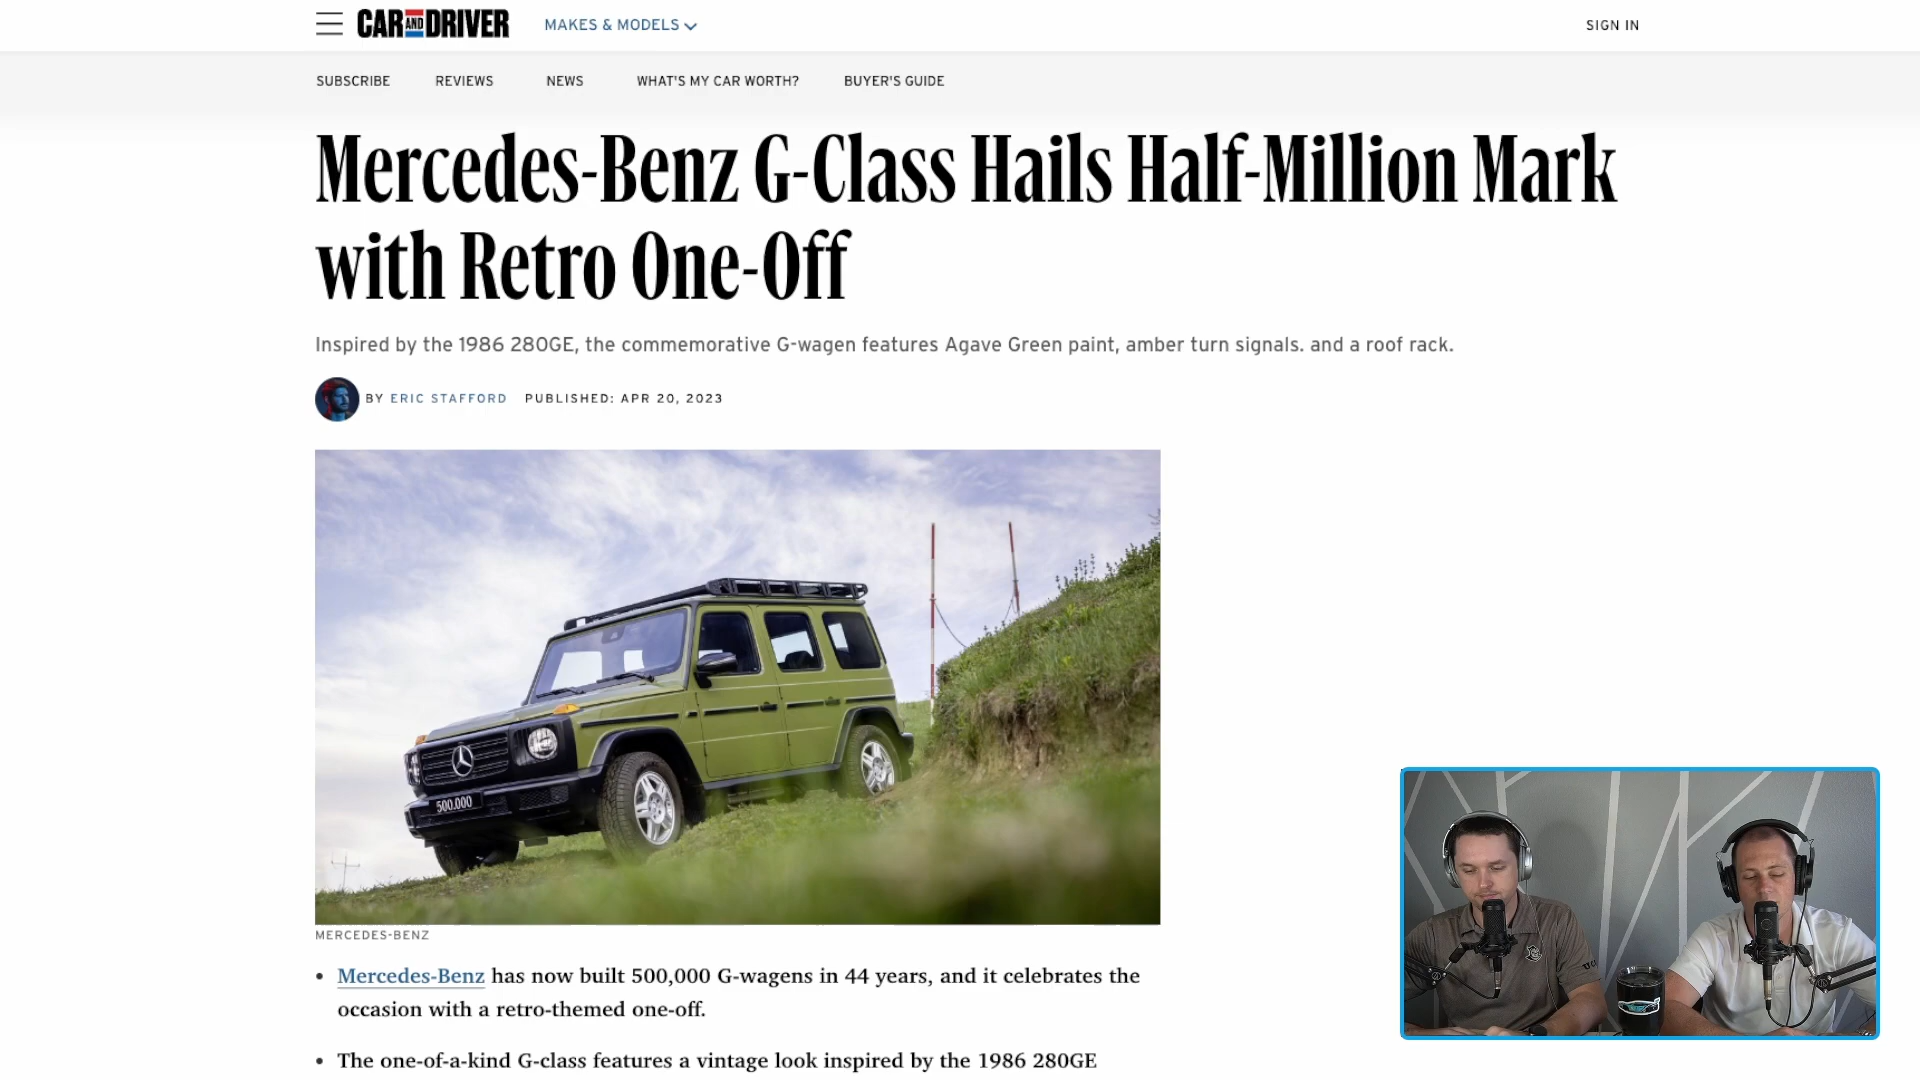 CAR AND DRIVER
MAKES & MODELS
SIGN IN
SUBSCRIBE
REVIEWS
NEWS
WHAT'S MY CAR WORTH?
BUYER'S GUIDE
Mercedes-Benz G-Class Hails Half-Million Mark
with Retro One-Off
Inspired by the 1986 280GE, the commemorative G-wagen features Agave Green paint, amber turn signals. and a roof rack.
BY ERIC STAFFORD PUBLISHED: APR 20, 2023
500.000
MERCEDES-BENZ
• Mercedes-Benz has now built 500,000 G-wagens in 44 years, and it celebrates the
occasion with a retro-themed one-off.
• The one-of-a-kind G-class features a vintage look inspired by the 1986 280GE